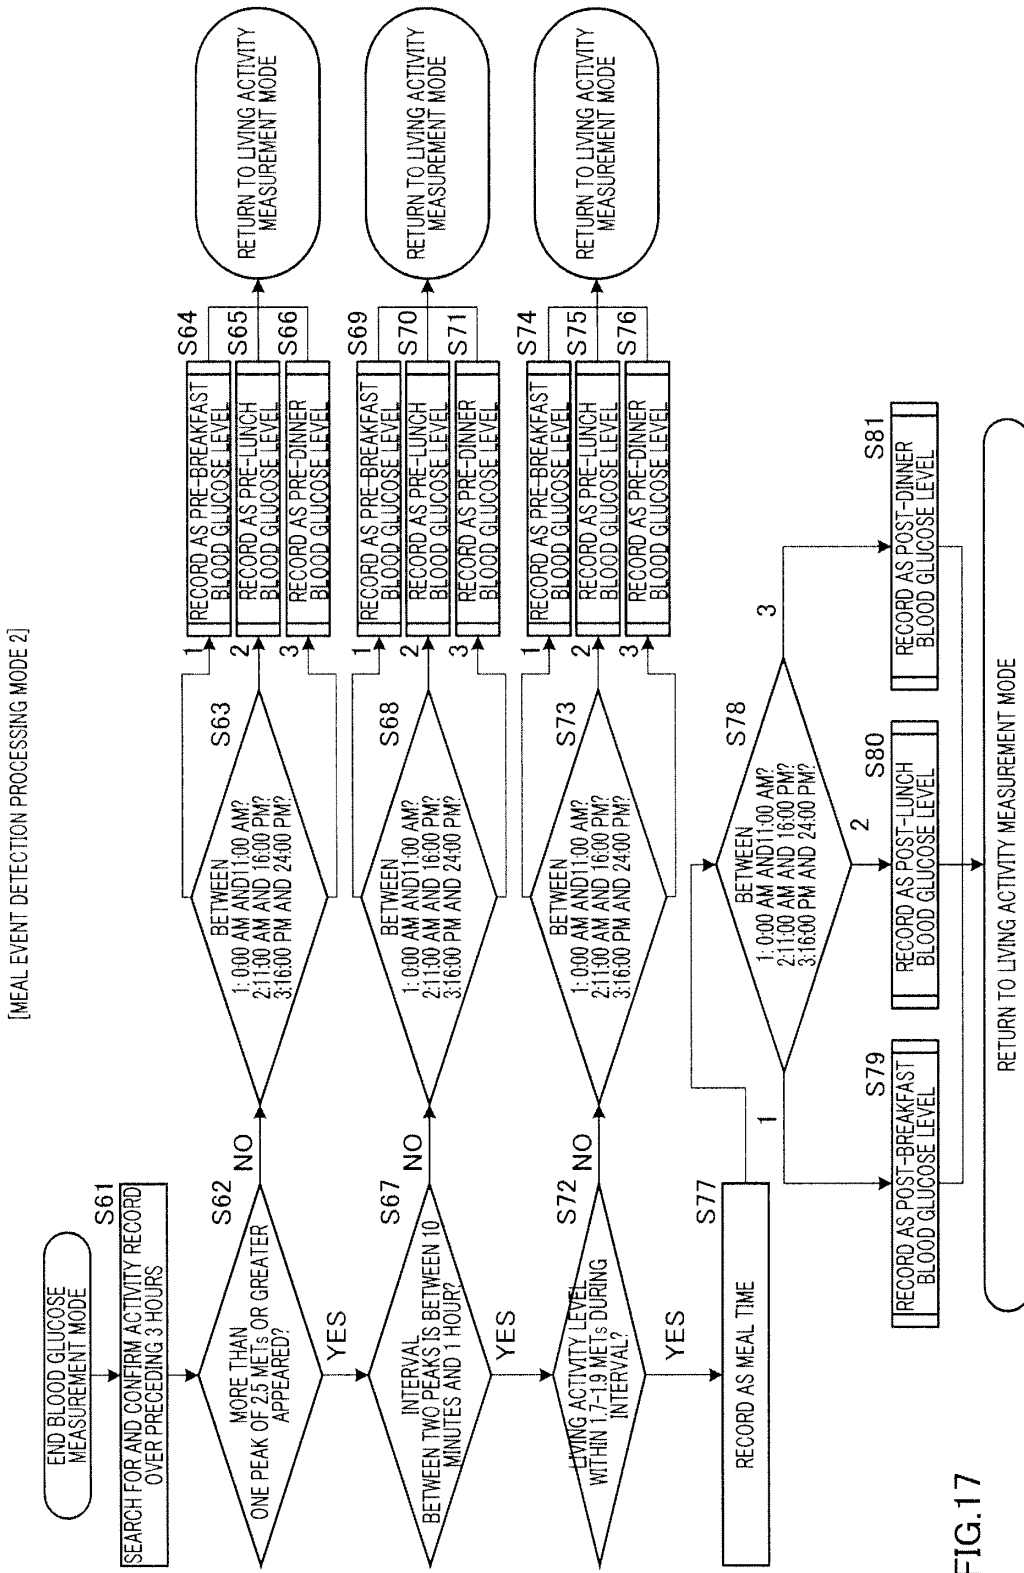 [MEAL EVENT DETECTION PROCESSING MODE 2]
END BLOOD GLUCOSE
MEASUREMENT MODE
S61
SEARCH FOR AND CONFIRM ACTIVITY RECORD
OVER PRECEDING 3 HOURS
S62
MORE THAN
ONE PEAK OF 2.5 METs OR GREATER
APPEARED?
NO
YES
S63
BETWEEN
1: 0:00 AM AND11:00 AM?
2:11:00 AM AND 16:00 PM?
3:16:00 PM AND 24:00 PM?
1
2
3
S64
RECORD AS PRE-BREAKFAST
BLOOD GLUCOSE LEVEL
S65
RECORD AS PRE-LUNCH
BLOOD GLUCOSE LEVEL
S66
RECORD AS PRE-DINNER
BLOOD GLUCOSE LEVEL
RETURN TO LIVING ACTIVITY
MEASUREMENT MODE
S67
INTERVAL
BETWEEN TWO PEAKS IS BETWEEN 10
MINUTES AND 1 HOUR?
NO
YES
S68
BETWEEN
1: 0:00 AM AND11:00 AM?
2:11:00 AM AND 16:00 PM?
3:16:00 PM AND 24:00 PM?
1
2
3
S69
RECORD AS PRE-BREAKFAST
BLOOD GLUCOSE LEVEL
S70
RECORD AS PRE-LUNCH
BLOOD GLUCOSE LEVEL
S71
RECORD AS PRE-DINNER
BLOOD GLUCOSE LEVEL
RETURN TO LIVING ACTIVITY
MEASUREMENT MODE
S72
LIVING ACTIVITY LEVEL
WITHIN 1.7-1.9 METs DURING
INTERVAL?
NO
YES
S73
BETWEEN
1: 0:00 AM AND11:00 AM?
2:11:00 AM AND 16:00 PM?
3:16:00 PM AND 24:00 PM?
1
2
3
S74
RECORD AS PRE-BREAKFAST
BLOOD GLUCOSE LEVEL
S75
RECORD AS PRE-LUNCH
BLOOD GLUCOSE LEVEL
S76
RECORD AS PRE-DINNER
BLOOD GLUCOSE LEVEL
RETURN TO LIVING ACTIVITY
MEASUREMENT MODE
S77
RECORD AS MEAL TIME
S78
BETWEEN
1: 0:00 AM AND11:00 AM?
2:11:00 AM AND 16:00 PM?
3:16:00 PM AND 24:00 PM?
1
2
3
S79
RECORD AS POST-BREAKFAST
BLOOD GLUCOSE LEVEL
S80
RECORD AS POST-LUNCH
BLOOD GLUCOSE LEVEL
S81
RECORD AS POST-DINNER
BLOOD GLUCOSE LEVEL
RETURN TO LIVING ACTIVITY MEASUREMENT MODE
FIG.17